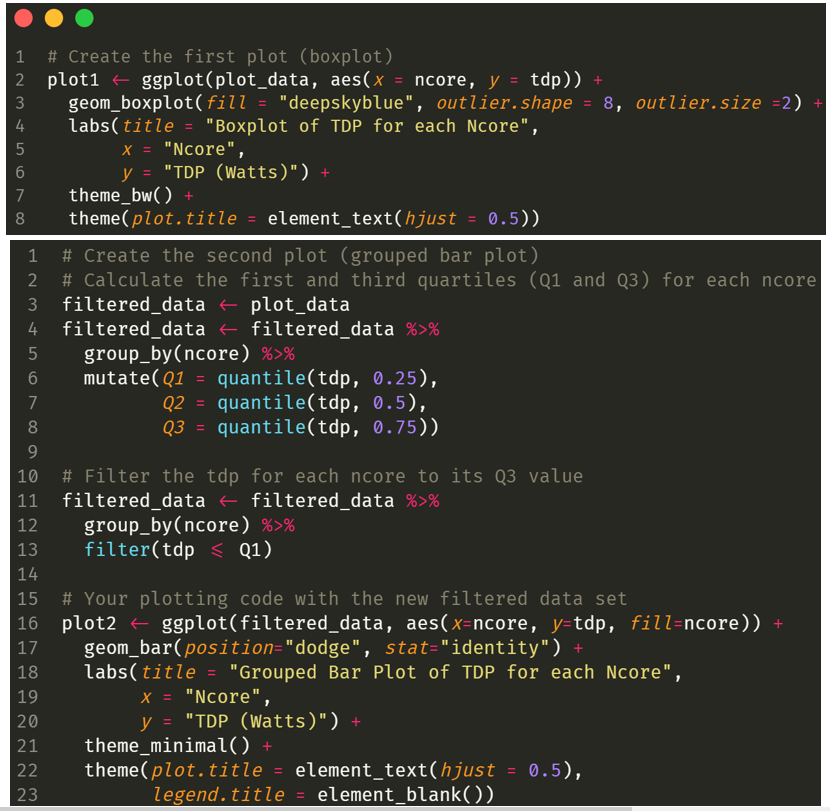 1 # Create the first plot (boxplot)
2 plot1 <- ggplot(plot_data, aes(x = ncore, y = tdp)) +
3   geom_boxplot(fill = "deepskyblue", outlier.shape = 8, outlier.size =2) +
4   labs(title = "Boxplot of TDP for each Ncore",
5        x = "Ncore",
6        y = "TDP (Watts)") +
7   theme_bw() +
8   theme(plot.title = element_text(hjust = 0.5))
1 # Create the second plot (grouped bar plot)
2 # Calculate the first and third quartiles (Q1 and Q3) for each ncore
3 filtered_data <- plot_data
4 filtered_data <- filtered_data %>%
5   group_by(ncore) %>%
6   mutate(Q1 = quantile(tdp, 0.25),
7          Q2 = quantile(tdp, 0.5),
8          Q3 = quantile(tdp, 0.75))
9
10 # Filter the tdp for each ncore to its Q3 value
11 filtered_data <- filtered_data %>%
12   group_by(ncore) %>%
13   filter(tdp <= Q1)
14
15 # Your plotting code with the new filtered data set
16 plot2 <- ggplot(filtered_data, aes(x=ncore, y=tdp, fill=ncore)) +
17   geom_bar(position="dodge", stat="identity") +
18   labs(title = "Grouped Bar Plot of TDP for each Ncore",
19        x = "Ncore",
20        y = "TDP (Watts)") +
21   theme_minimal() +
22   theme(plot.title = element_text(hjust = 0.5),
23         legend.title = element_blank())